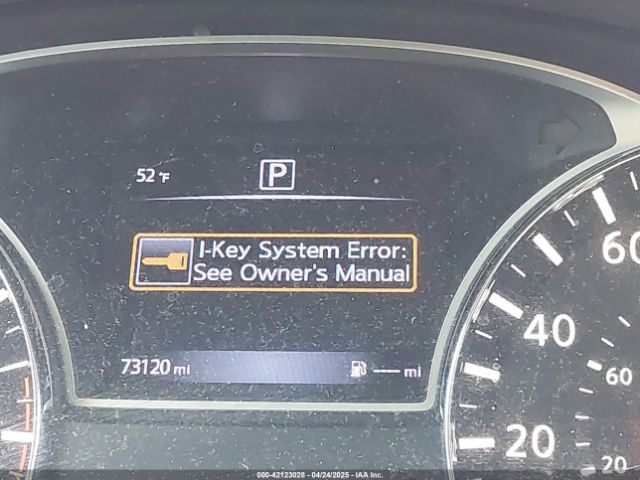 52 °F
P
I-Key System Error:
See Owner's Manual
73120 mi
--- mi
60
40
20
60
20
000-42123028 - 04/24/2025 - IAA Inc.